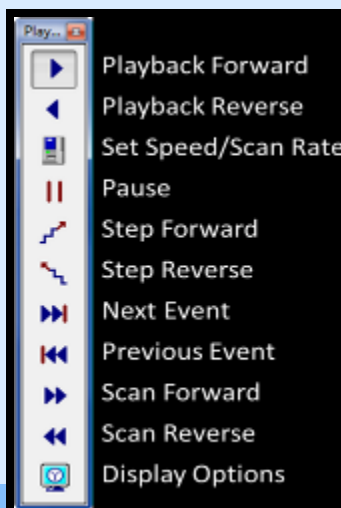 Play...
Playback Forward
Playback Reverse
Set Speed/Scan Rate
Pause
Step Forward
Step Reverse
Next Event
Previous Event
Scan Forward
Scan Reverse
Display Options